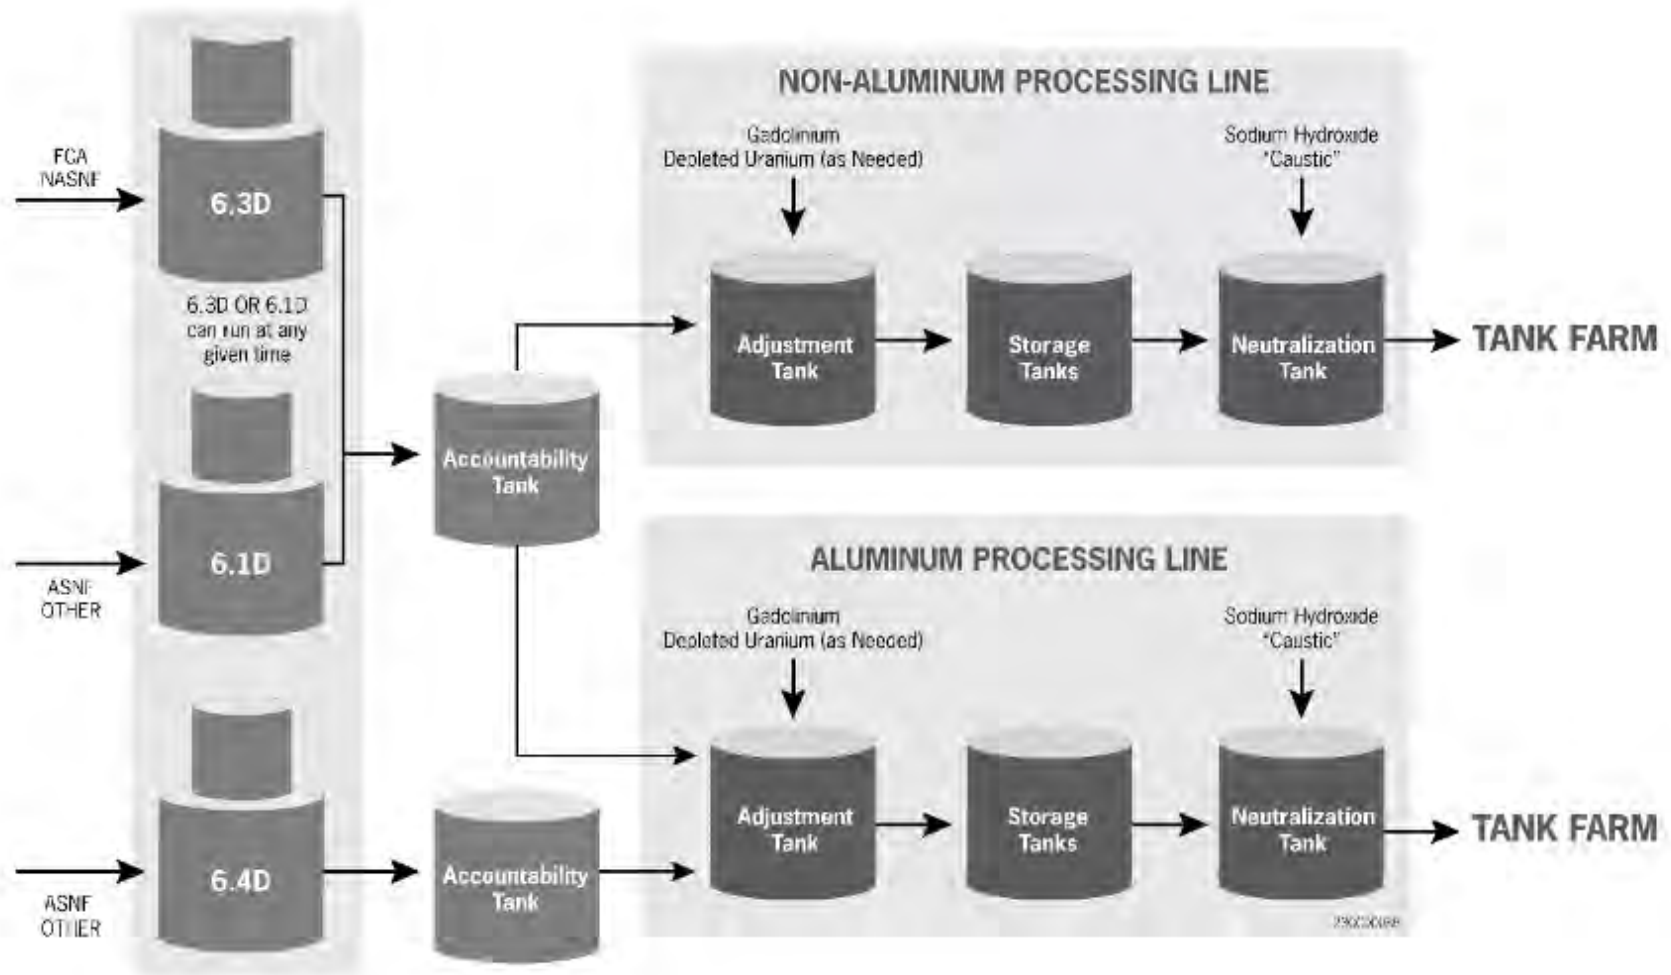 NON-ALUMINUM PROCESSING LINE
Gadolinium
Depleted Uranium (as Needed)
Sodium Hydroxide
"Caustic"
FCA
NASNF
6.3D
6.3D OR 6.1D
can run at any
given time
Adjustment
Tank
Storage
Tanks
Neutralization
Tank
TANK FARM
Accountability
Tank
6.1D
ASNF
OTHER
ALUMINUM PROCESSING LINE
Gadolinium
Depleted Uranium (as Needed)
Sodium Hydroxide
"Caustic"
Adjustment
Tank
Storage
Tanks
Neutralization
Tank
TANK FARM
6.4D
ASNF
OTHER
Accountability
Tank